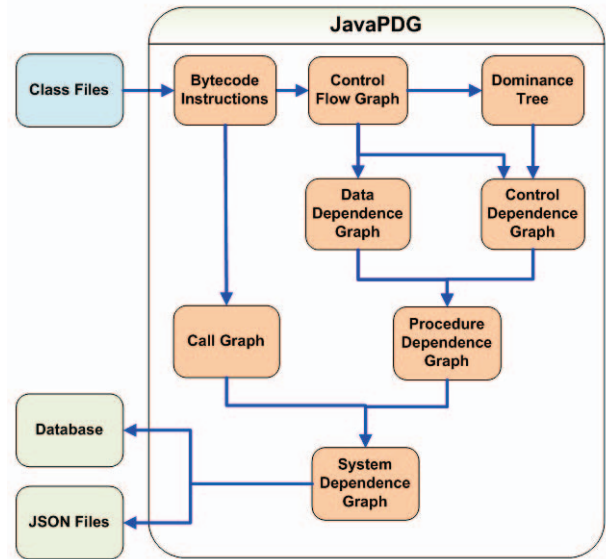 JavaPDG
Class Files
Bytecode
Instructions
Control
Flow Graph
Dominance
Tree
Data
Dependence
Graph
Control
Dependence
Graph
Call Graph
Procedure
Dependence
Graph
Database
System
Dependence
Graph
JSON Files